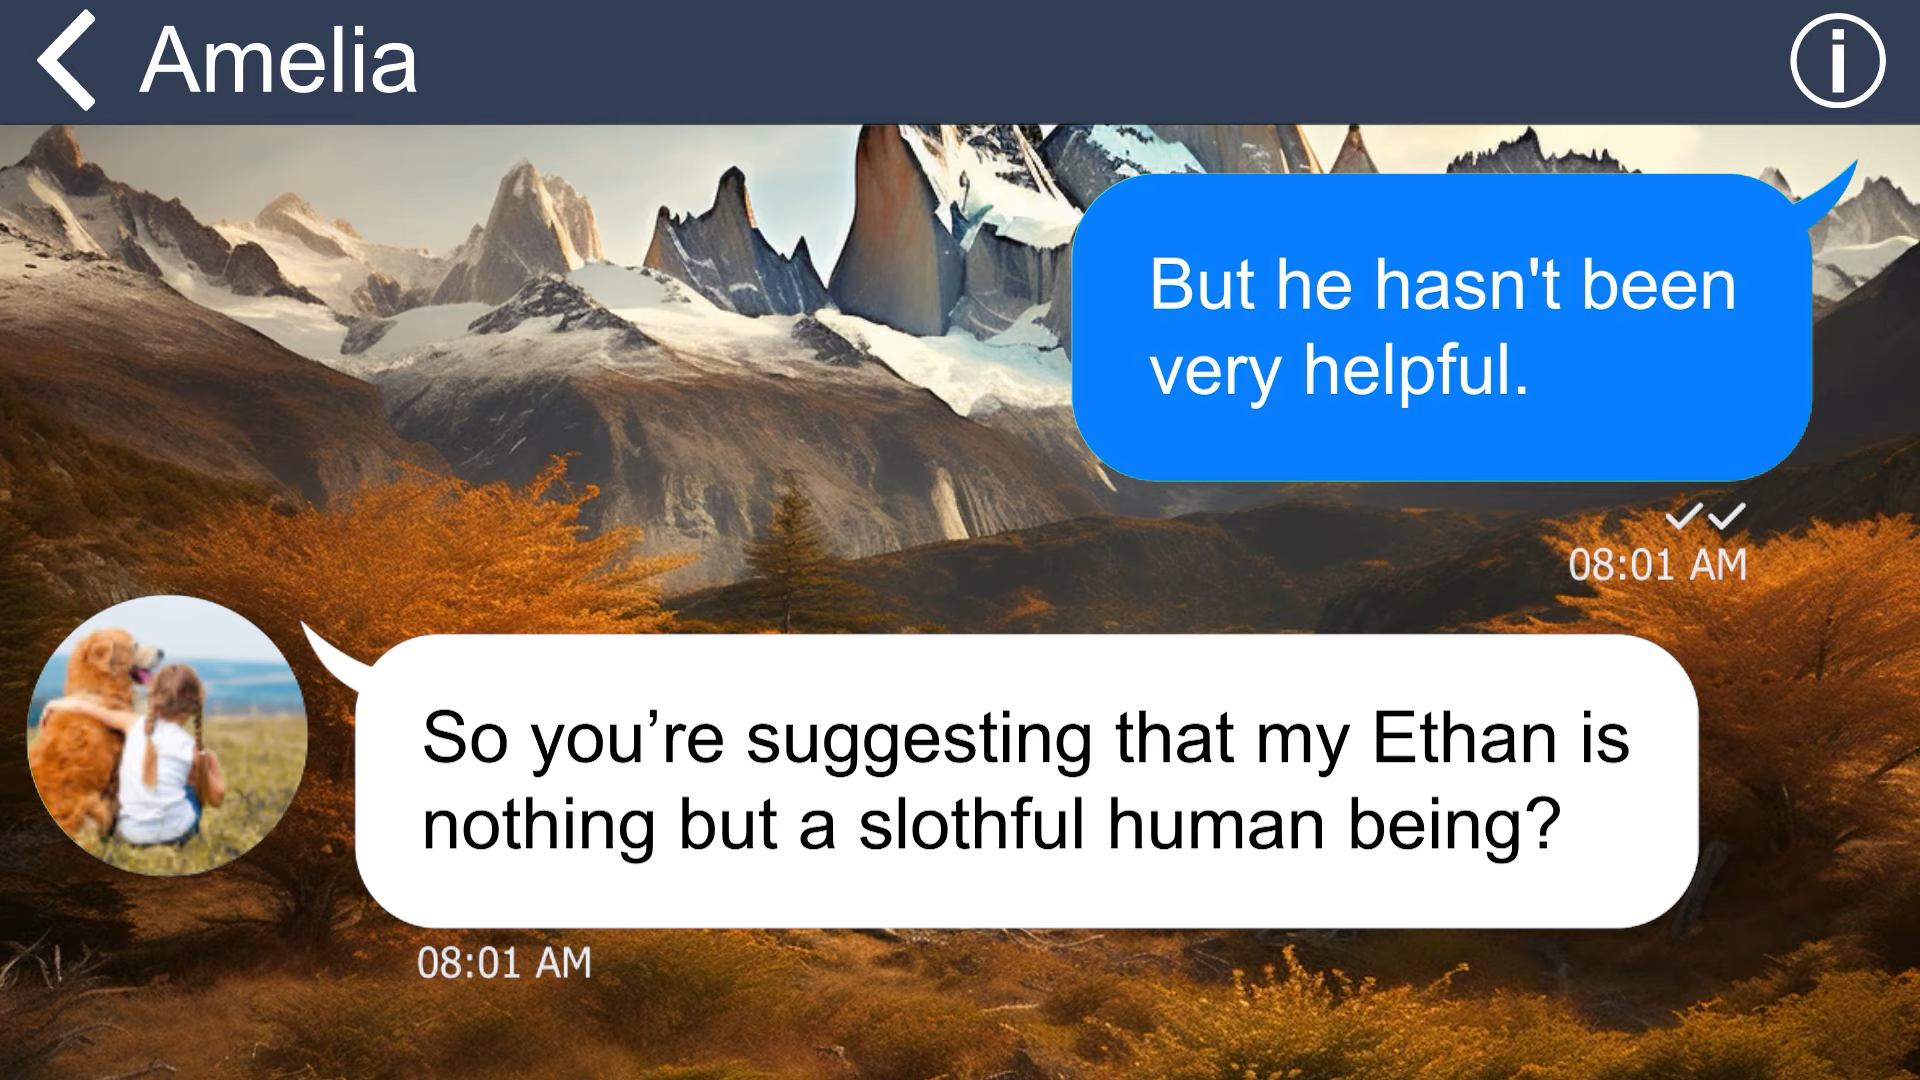 Amelia
But he hasn't been
very helpful.
08:01 AM
So you’re suggesting that my Ethan is
nothing but a slothful human being?
08:01 AM